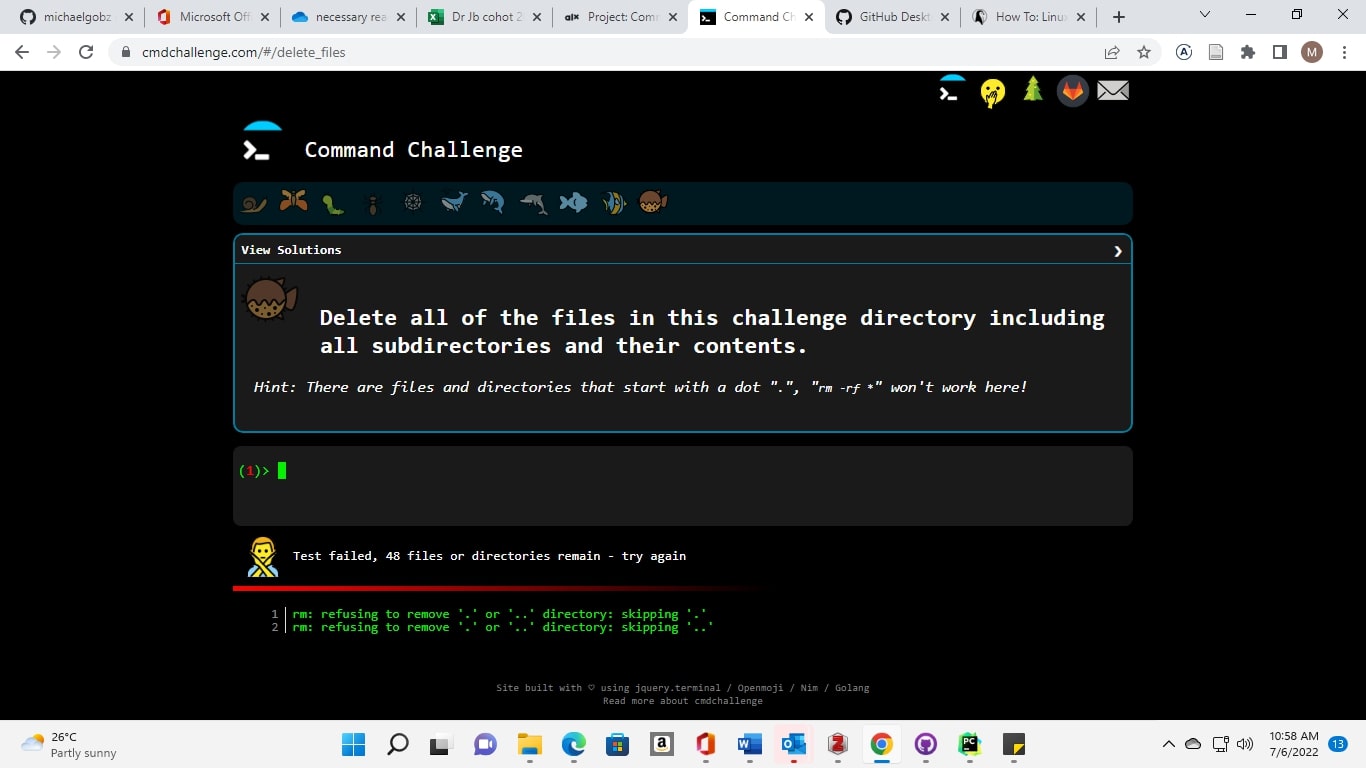 michaelgobz
Microsoft Off
necessary rea
Dr Jb cohot 2
Project: Comm
Command Ch
GitHub Deskt
How To: Linux
cmdchallenge.com/#/delete_files
M
Command Challenge
View Solutions
Delete all of the files in this challenge directory including
all subdirectories and their contents.
Hint: There are files and directories that start with a dot ".", "rm -rf *" won't work here!
(1)>
Test failed, 48 files or directories remain - try again
1 rm: refusing to remove '.' or '..' directory: skipping '.'
2 rm: refusing to remove '.' or '..' directory: skipping '..'
Site built with ♡ using jquery.terminal / Openmoji / Nim / Golang
Read more about cmdchallenge
26°C
Partly sunny
10:58 AM
7/6/2022
13